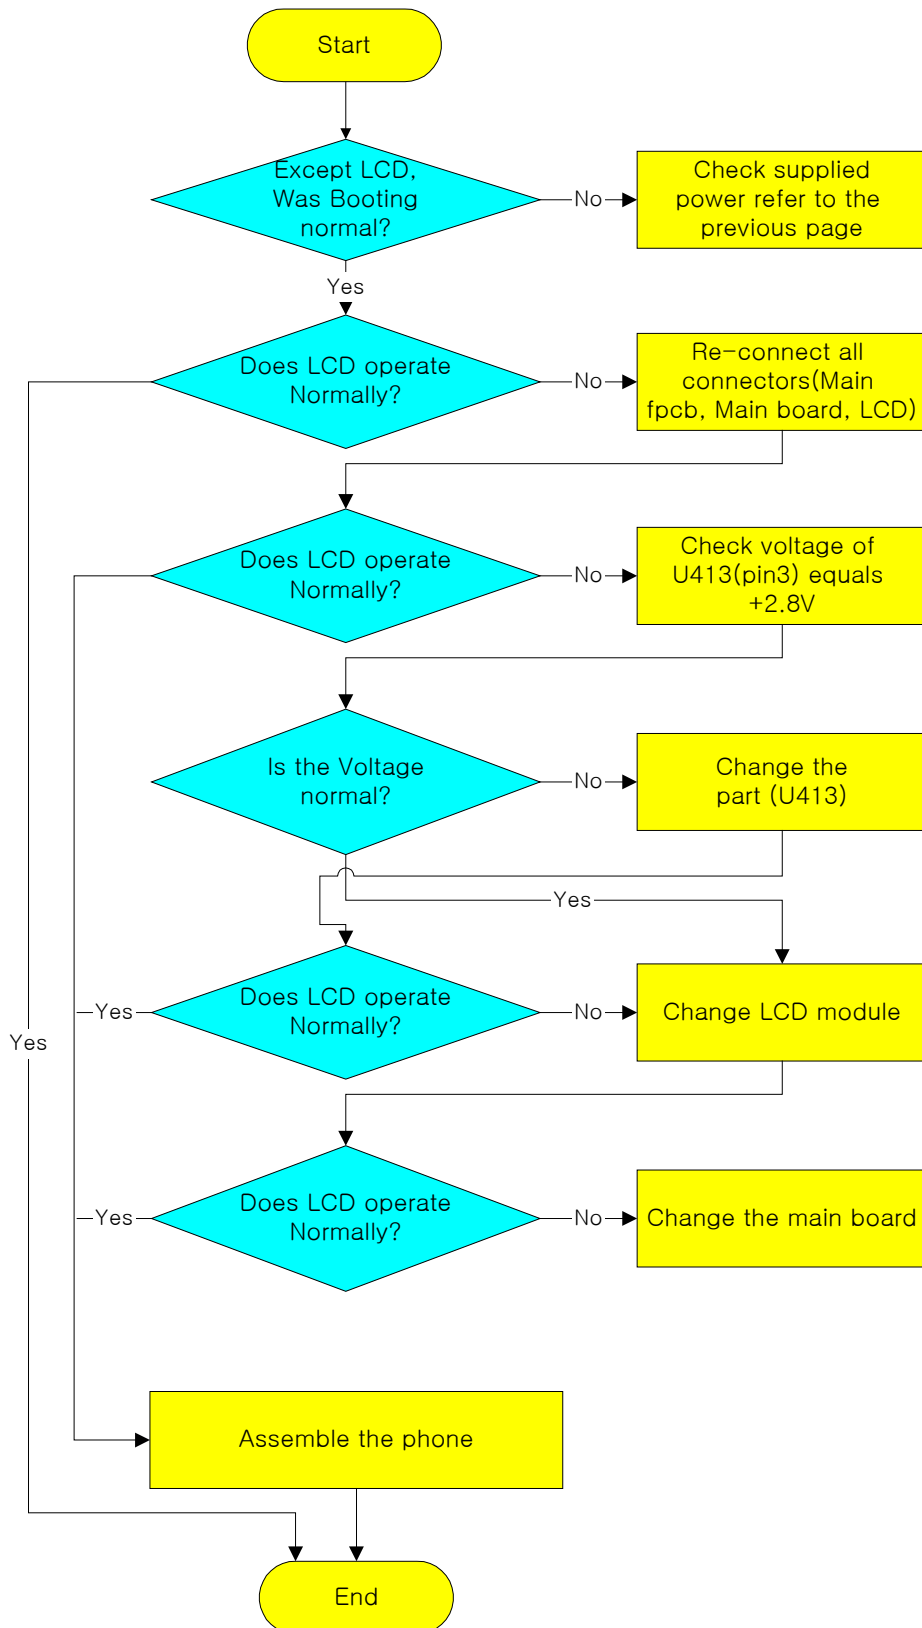 Start
Except LCD,
Was Booting
normal?
No
Check supplied
power refer to the
previous page
Yes
Does LCD operate
Normally?
No
Re-connect all
connectors(Main
fpcb, Main board, LCD)
Does LCD operate
Normally?
No
Check voltage of
U413(pin3) equals
+2.8V
Is the Voltage
normal?
No
Change the
part (U413)
Yes
Yes
Does LCD operate
Normally?
No
Change LCD module
Yes
Yes
Does LCD operate
Normally?
No
Change the main board
Assemble the phone
End